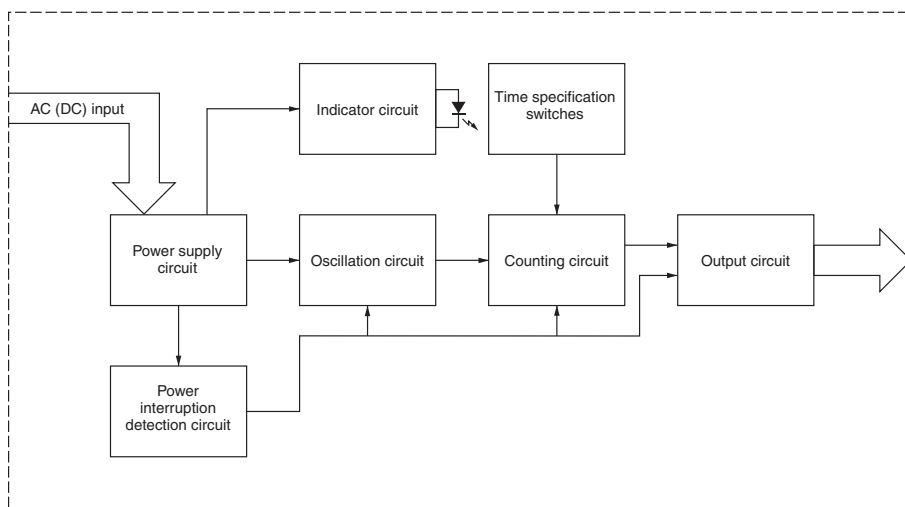 AC (DC) input
Indicator circuit
Time specification
switches
Power supply
circuit
Oscillation circuit
Counting circuit
Output circuit
Power
interruption
detection circuit